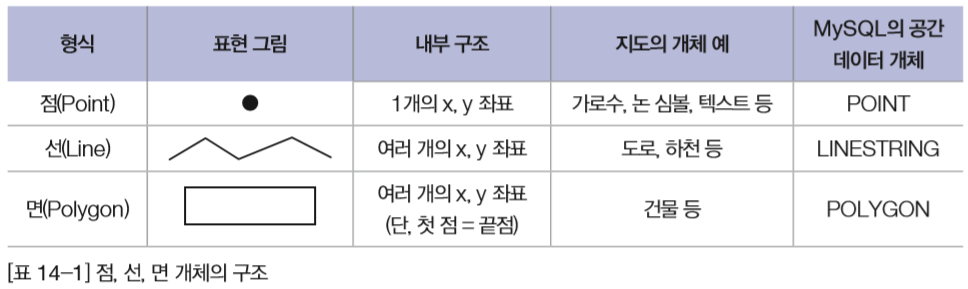 형식 표현 그림 내부 구조 지도의 개체 예 MySQL의 공간
데이터 개체
점(Point) 1개의 x, y 좌표 가로수, 논 심볼, 텍스트 등 POINT
선(Line) 여러 개의 x, y 좌표 도로, 하천 등 LINESTRING
면(Polygon) 여러 개의 x, y 좌표
(단, 첫 점 = 끝점) 건물 등 POLYGON
[표 14-1] 점, 선, 면 개체의 구조